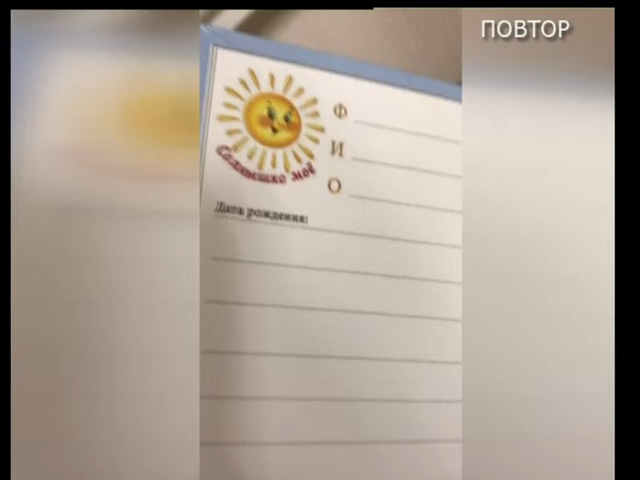 ПОВТОР
Ф
И
О
Солнышко моё
Дата рождения: